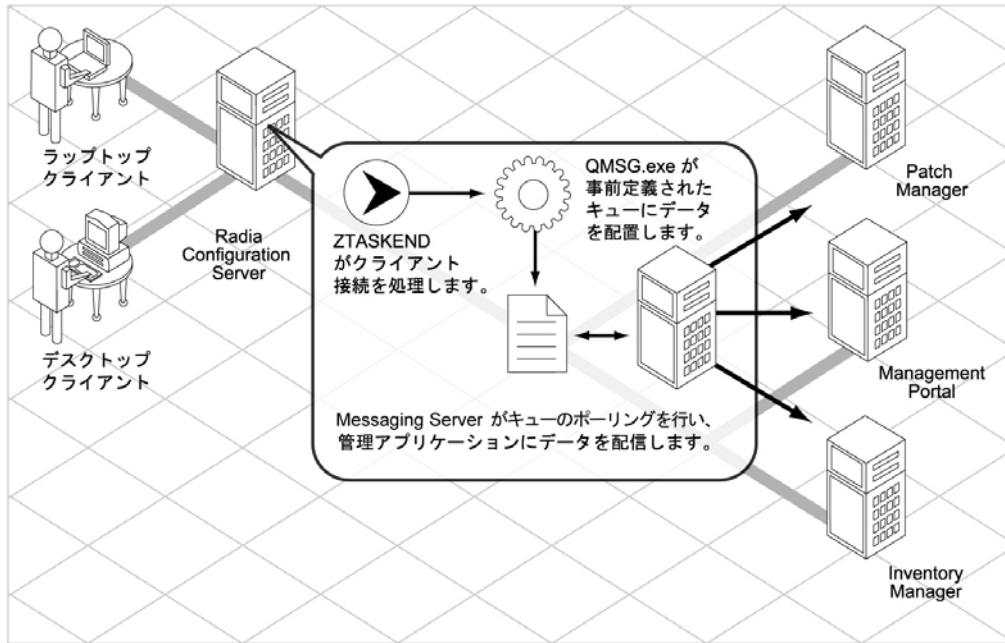 ラップトップ
クライアント
デスクトップ
クライアント
Radia
Configuration
Server
ZTASKEND
がクライアント
接続を処理します。
QMSG.exe が
事前定義された
キューにデータ
を配置します。
Messaging Server がキューのポーリングを行い、
管理アプリケーションにデータを配信します。
Patch
Manager
Management
Portal
Inventory
Manager